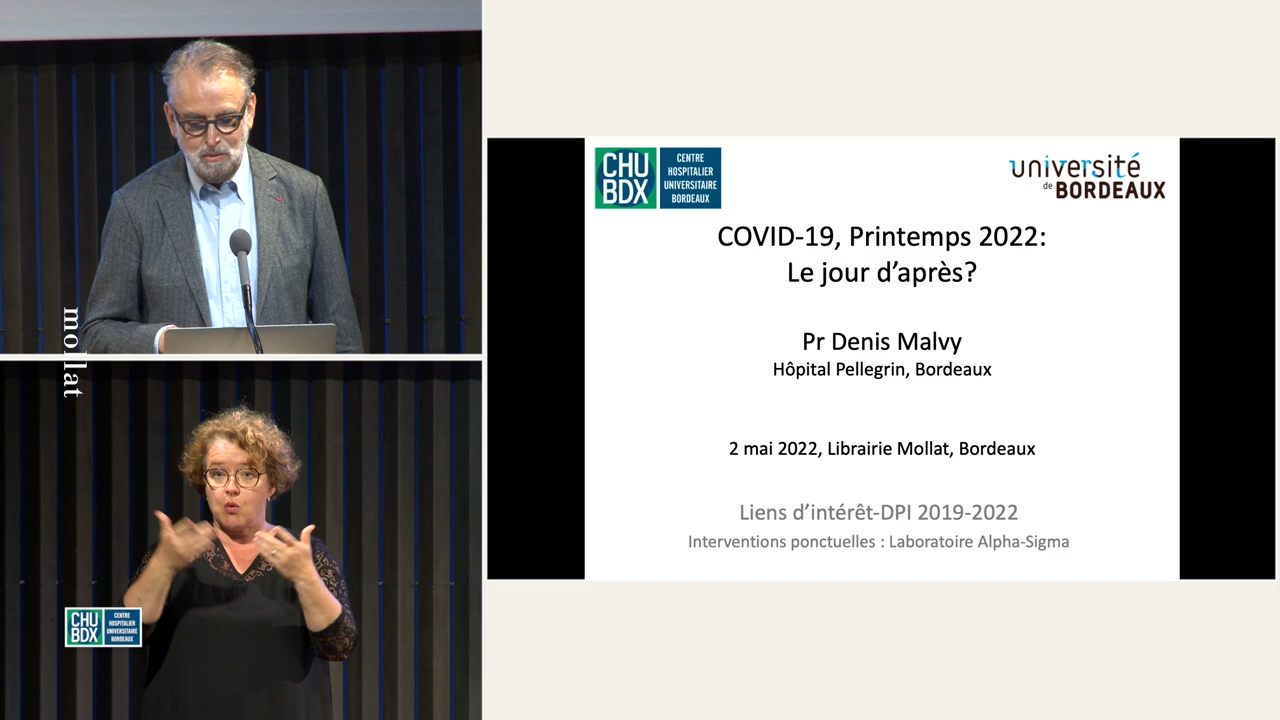 mollat
CHU
BDX
CENTRE
HOSPITALIER
UNIVERSITAIRE
BORDEAUX
CHU
BDX
CENTRE
HOSPITALIER
UNIVERSITAIRE
BORDEAUX
université
de BORDEAUX
COVID-19, Printemps 2022:
Le jour d'après?
Pr Denis Malvy
Hôpital Pellegrin, Bordeaux
2 mai 2022, Librairie Mollat, Bordeaux
Liens d'intérêt-DPI 2019-2022
Interventions ponctuelles : Laboratoire Alpha-Sigma